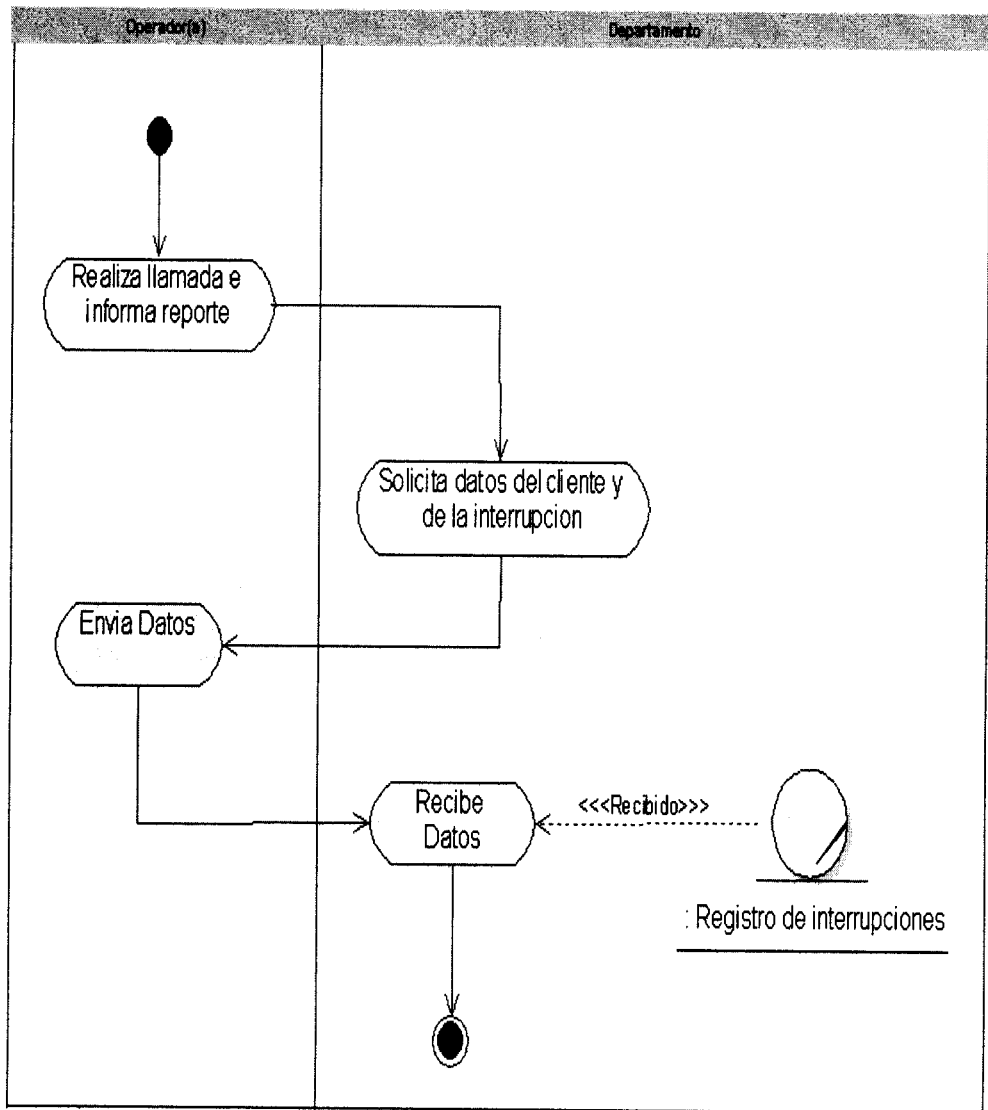 Operador(a)
Departamento
Realiza llamada e
informa reporte
Solicita datos del cliente y
de la interrupcion
Envia Datos
Recibe
Datos
<<<Recibido>>>
: Registro de interrupciones